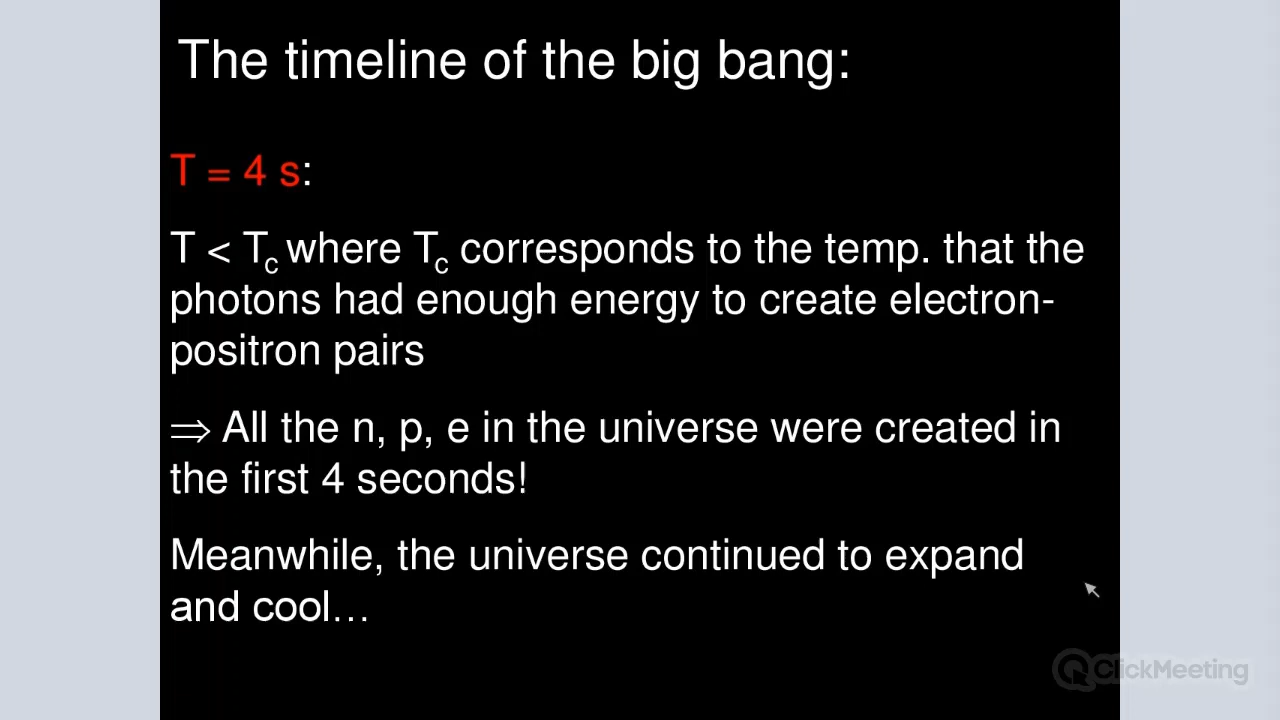 The timeline of the big bang:
T = 4 s:
T < Tc where Tc corresponds to the temp. that the
photons had enough energy to create electron-
positron pairs
⇒ All the n, p, e in the universe were created in
the first 4 seconds!
Meanwhile, the universe continued to expand
and cool…
ClickMeeting